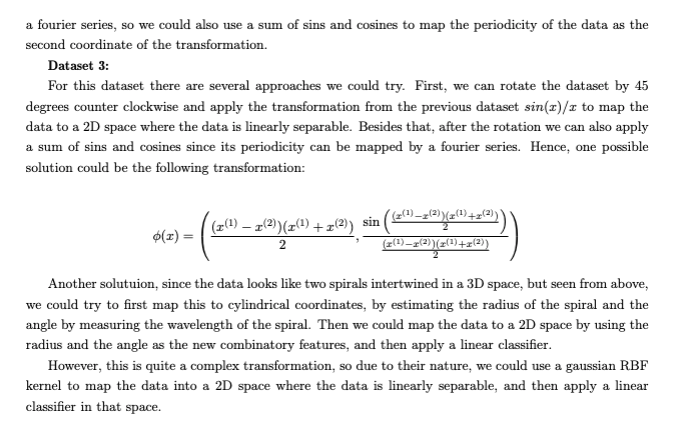 a fourier series, so we could also use a sum of sins and cosines to map the periodicity of the data as the
second coordinate of the transformation.
Dataset 3:
For this dataset there are several approaches we could try. First, we can rotate the dataset by 45
degrees counter clockwise and apply the transformation from the previous dataset sin(x)/x to map the
data to a 2D space where the data is linearly separable. Besides that, after the rotation we can also apply
a sum of sins and cosines since its periodicity can be mapped by a fourier series. Hence, one possible
solution could be the following transformation:
ϕ(x) = ( (x^(1) − x^(2))(x^(1) + x^(2)) / 2 , sin ( (x^(1)−x^(2))(x^(1)+x^(2)) / 2 ) / ( (x^(1)−x^(2))(x^(1)+x^(2)) / 2 ) )
Another solutuion, since the data looks like two spirals intertwined in a 3D space, but seen from above,
we could try to first map this to cylindrical coordinates, by estimating the radius of the spiral and the
angle by measuring the wavelength of the spiral. Then we could map the data to a 2D space by using the
radius and the angle as the new combinatory features, and then apply a linear classifier.
However, this is quite a complex transformation, so due to their nature, we could use a gaussian RBF
kernel to map the data into a 2D space where the data is linearly separable, and then apply a linear
classifier in that space.